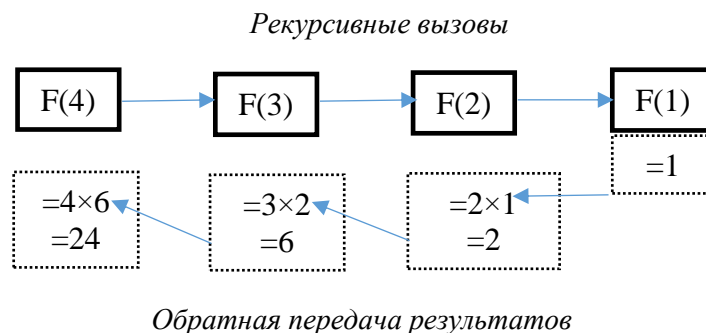 Рекурсивные вызовы
F(4) F(3) F(2) F(1)
=1
=4×6 =3×2 =2×1
=24 =6 =2
Обратная передача результатов